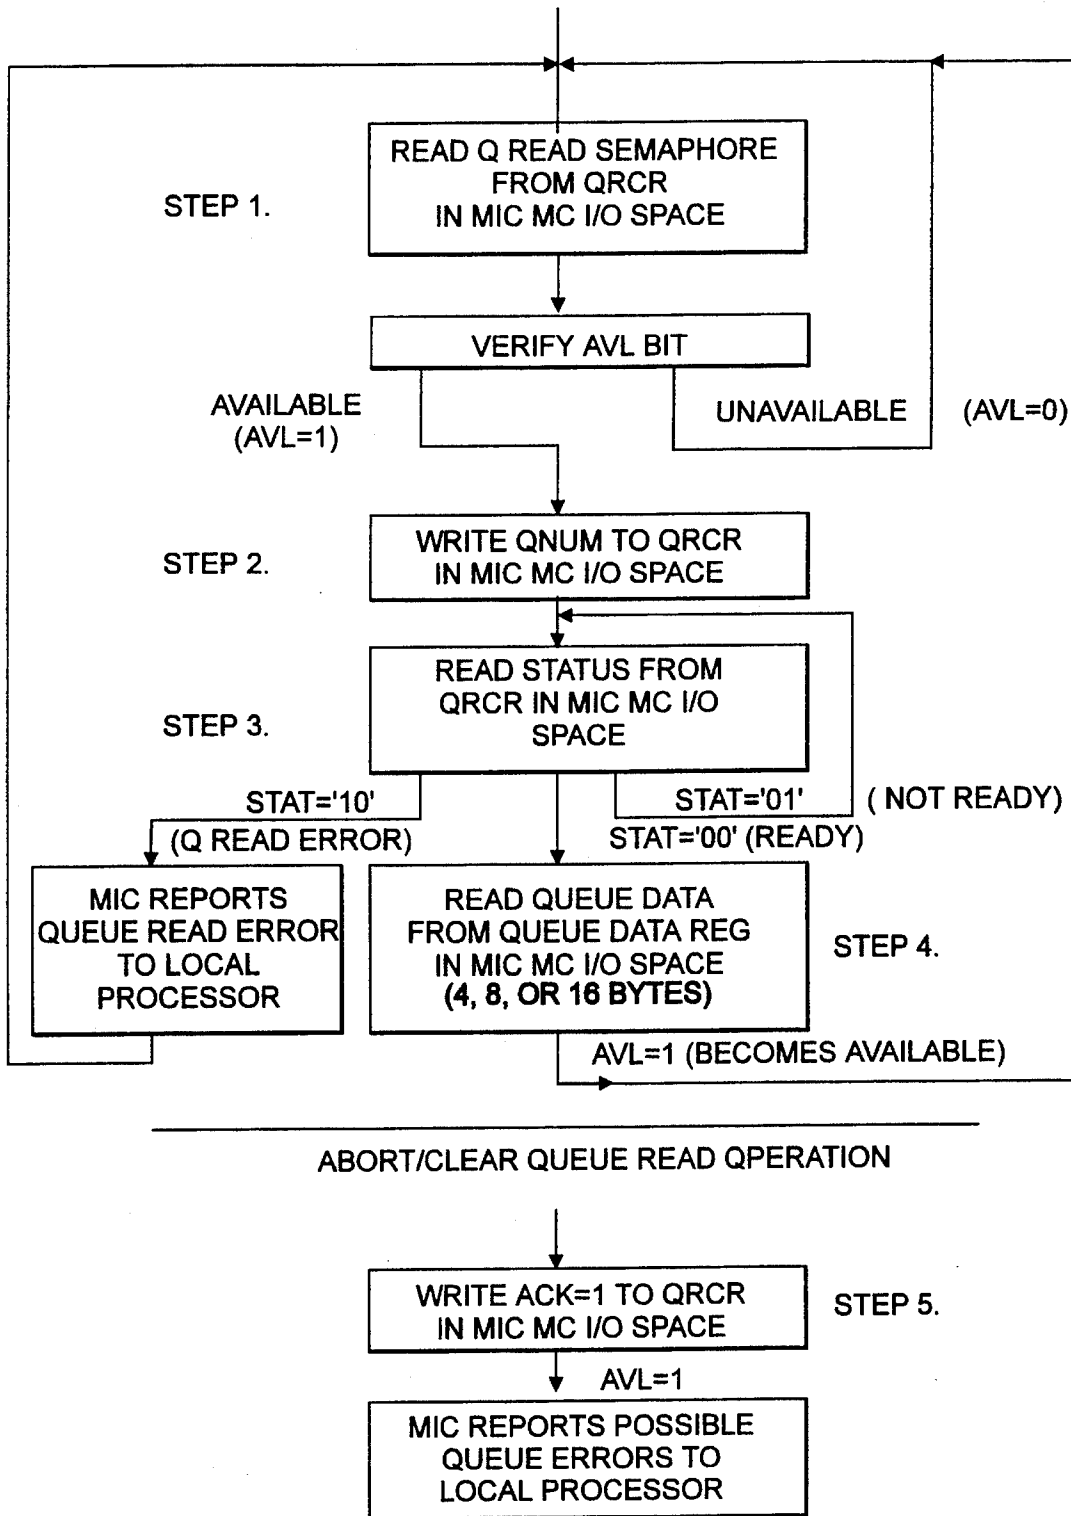 READ Q READ SEMAPHORE
FROM QRCR
IN MIC MC I/O SPACE
STEP 1.
VERIFY AVL BIT
AVAILABLE
(AVL=1)
UNAVAILABLE
(AVL=0)
WRITE QNUM TO QRCR
IN MIC MC I/O SPACE
STEP 2.
READ STATUS FROM
QRCR IN MIC MC I/O
SPACE
STEP 3.
STAT='10'
(Q READ ERROR)
STAT='01'
( NOT READY)
STAT='00' (READY)
MIC REPORTS
QUEUE READ ERROR
TO LOCAL
PROCESSOR
READ QUEUE DATA
FROM QUEUE DATA REG
IN MIC MC I/O SPACE
(4, 8, OR 16 BYTES)
STEP 4.
AVL=1 (BECOMES AVAILABLE)
ABORT/CLEAR QUEUE READ QPERATION
WRITE ACK=1 TO QRCR
IN MIC MC I/O SPACE
STEP 5.
AVL=1
MIC REPORTS POSSIBLE
QUEUE ERRORS TO
LOCAL PROCESSOR